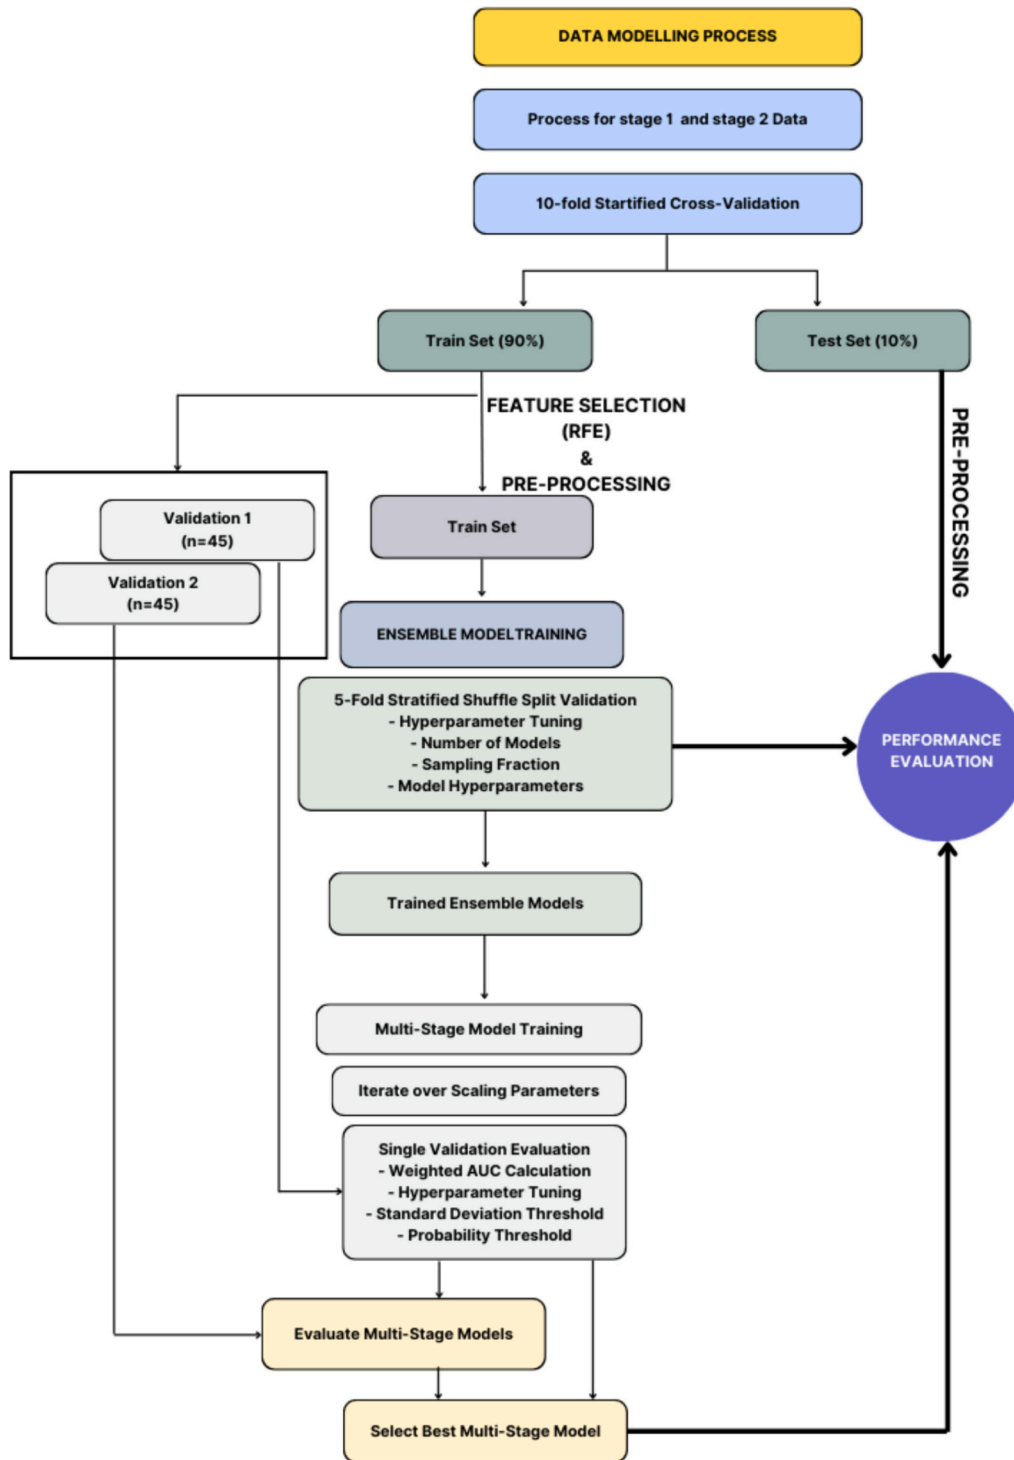 DATA MODELLING PROCESS
Process for stage 1 and stage 2 Data
10-fold Startified Cross-Validation
Train Set (90%)
Test Set (10%)
FEATURE SELECTION
(RFE)
&
PRE-PROCESSING
PRE-PROCESSING
Validation 1
(n=45)
Validation 2
(n=45)
Train Set
ENSEMBLE MODELTRAINING
5-Fold Stratified Shuffle Split Validation
- Hyperparameter Tuning
- Number of Models
- Sampling Fraction
- Model Hyperparameters
PERFORMANCE
EVALUATION
Trained Ensemble Models
Multi-Stage Model Training
Iterate over Scaling Parameters
Single Validation Evaluation
- Weighted AUC Calculation
- Hyperparameter Tuning
- Standard Deviation Threshold
- Probability Threshold
Evaluate Multi-Stage Models
Select Best Multi-Stage Model